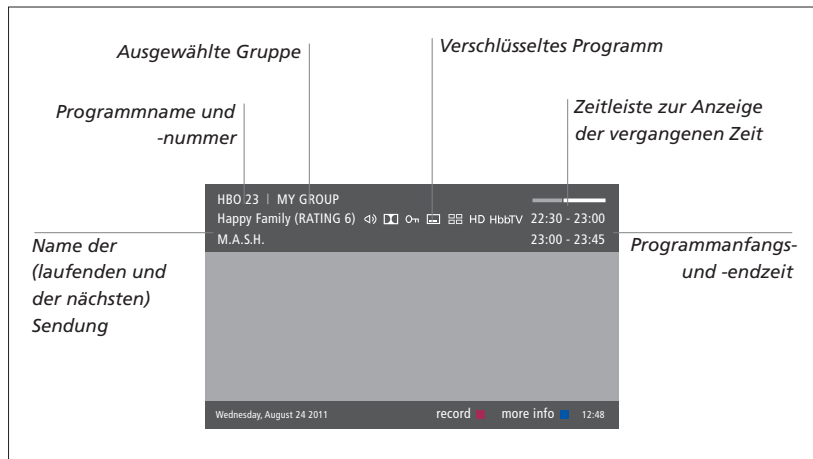 Ausgewählte Gruppe
Verschlüsseltes Programm
Programmname und
-nummer
Zeitleiste zur Anzeige
der vergangenen Zeit
HBO 23 | MY GROUP
Happy Family (RATING 6) HD HbbTV 22:30 - 23:00
M.A.S.H. 23:00 - 23:45
Name der
(laufenden und
der nächsten)
Sendung
Programmanfangs-
und -endzeit
Wednesday, August 24 2011 record more info 12:48